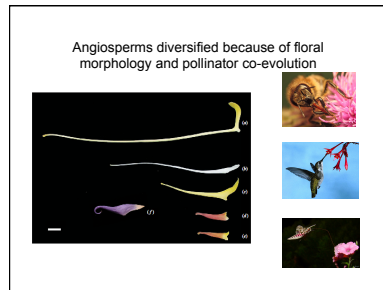 Angiosperms diversified because of floral
morphology and pollinator co-evolution
(a)
(b)
(c)
(f)
(d)
(e)